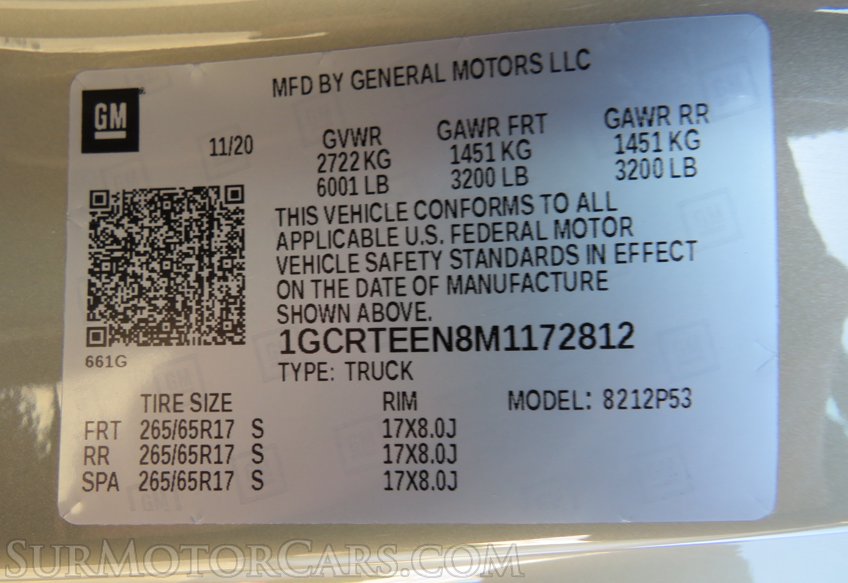 MFD BY GENERAL MOTORS LLC
GM
11/20 GVWR GAWR FRT GAWR RR
2722 KG 1451 KG 1451 KG
6001 LB 3200 LB 3200 LB
THIS VEHICLE CONFORMS TO ALL
APPLICABLE U.S. FEDERAL MOTOR
VEHICLE SAFETY STANDARDS IN EFFECT
ON THE DATE OF MANUFACTURE
SHOWN ABOVE.
1GCRTEEN8M1172812
661G
TYPE: TRUCK
TIRE SIZE RIM MODEL: 8212P53
FRT 265/65R17 S 17X8.0J
RR 265/65R17 S 17X8.0J
SPA 265/65R17 S 17X8.0J
SURMOTORCARS.COM